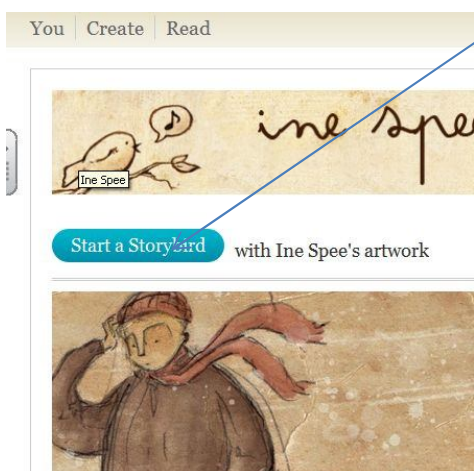 You Create Read
ine spee
Ine Spee
Start a Storybird with Ine Spee's artwork